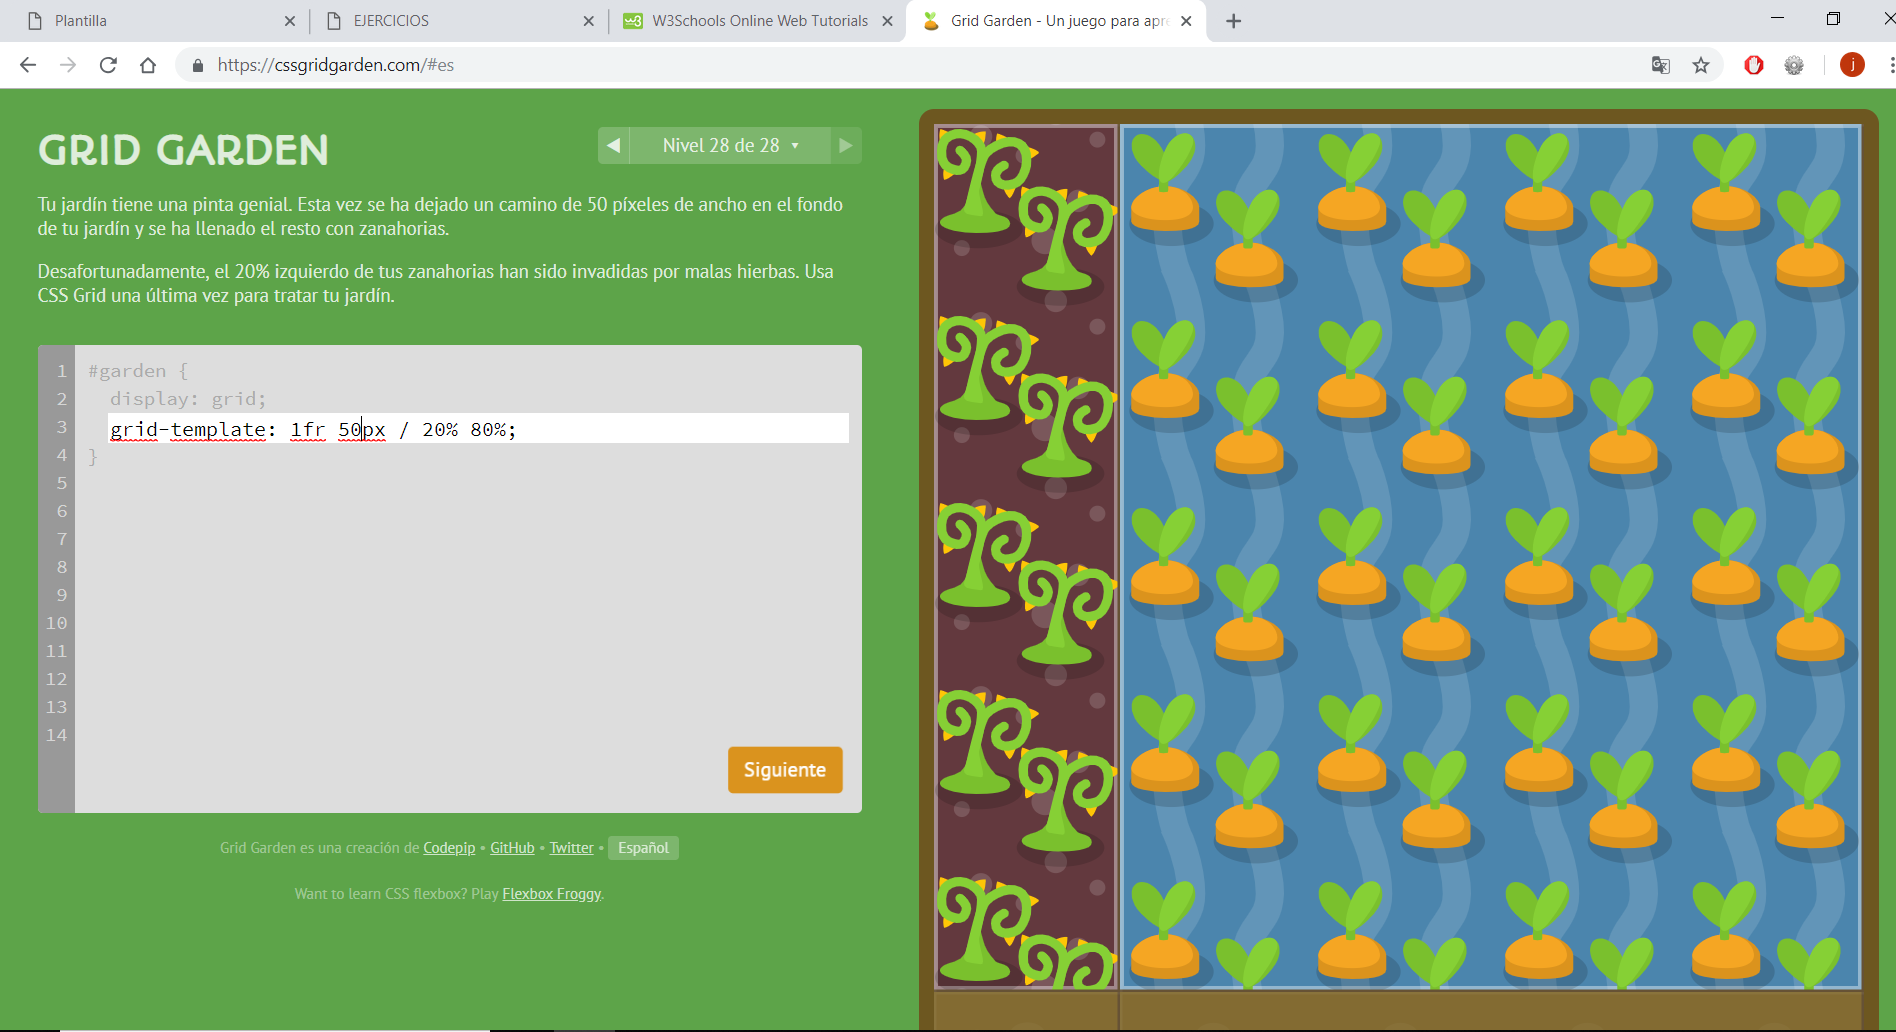 Plantilla
EJERCICIOS
W3Schools Online Web Tutorials
Grid Garden - Un juego para apre
https://cssgridgarden.com/#es
j
GRID GARDEN
Nivel 28 de 28
Tu jardín tiene una pinta genial. Esta vez se ha dejado un camino de 50 píxeles de ancho en el fondo
de tu jardín y se ha llenado el resto con zanahorias.
Desafortunadamente, el 20% izquierdo de tus zanahorias han sido invadidas por malas hierbas. Usa
CSS Grid una última vez para tratar tu jardín.
1 #garden {
2 display: grid;
3 grid-template: 1fr 50px / 20% 80%;
4 }
5
6
7
8
9
10
11
12
13
14
Siguiente
Grid Garden es una creación de Codepip • GitHub • Twitter • Español
Want to learn CSS flexbox? Play Flexbox Froggy.